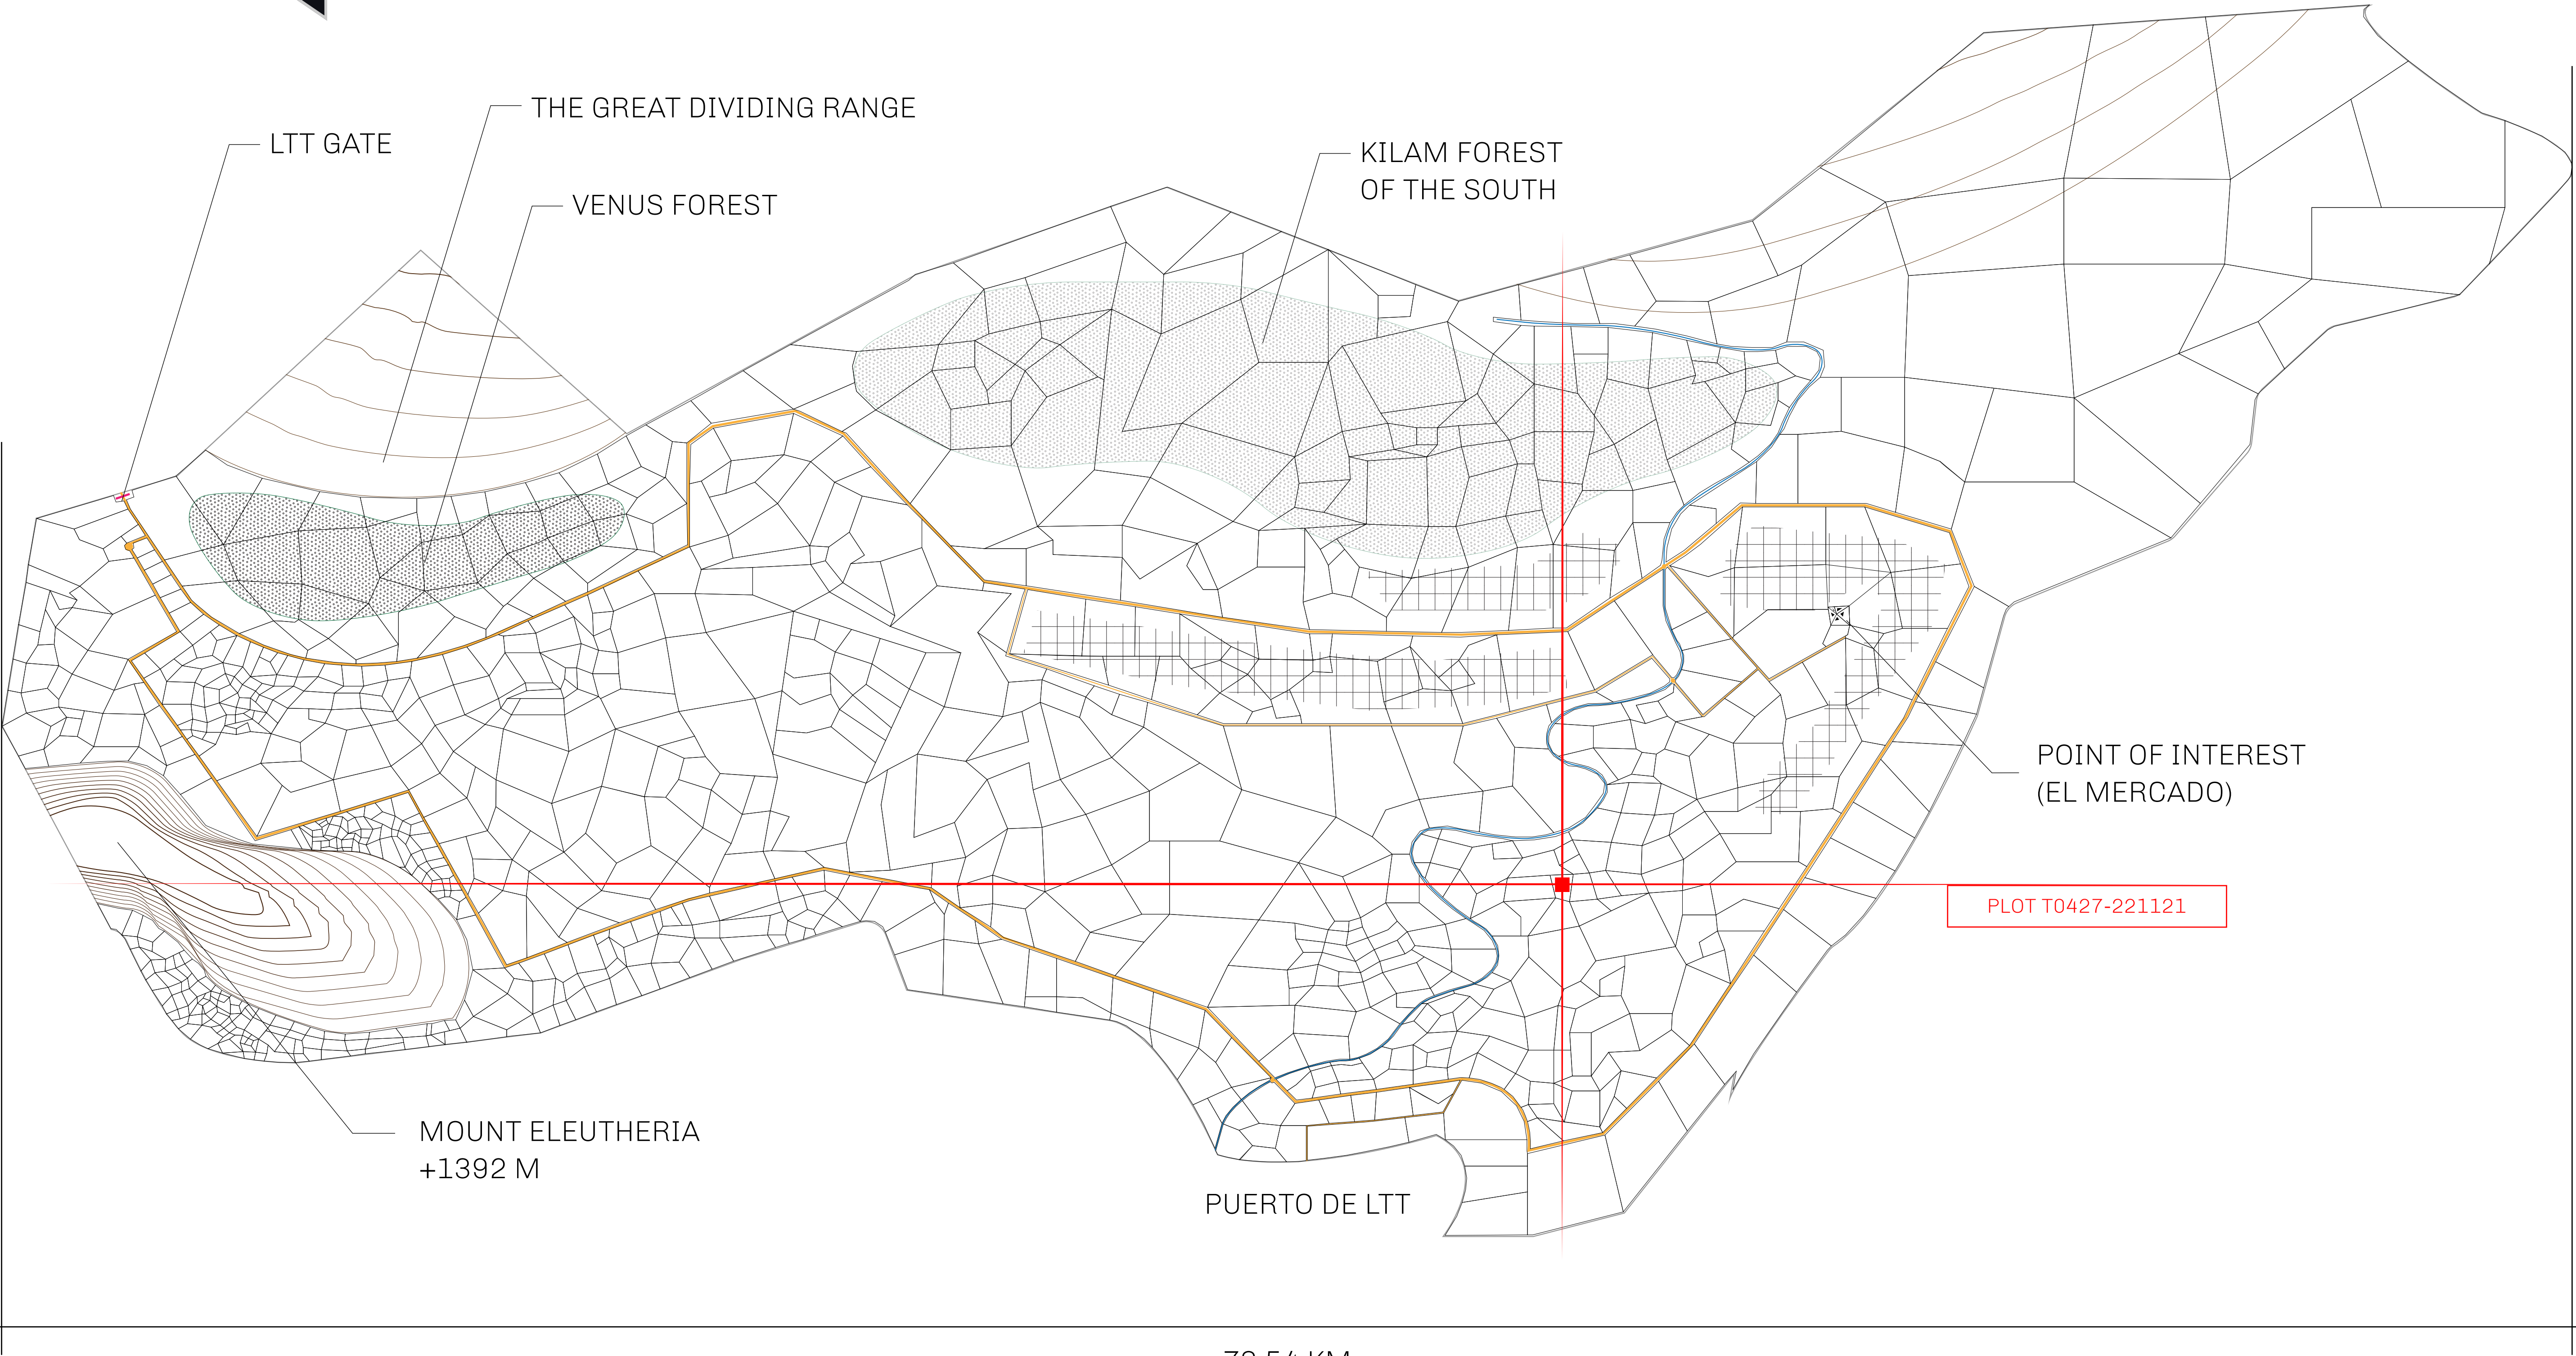 THE GREAT DIVIDING RANGE
LTT GATE
VENUS FOREST
KILAM FOREST
OF THE SOUTH
POINT OF INTEREST
(EL MERCADO)
PLOT T0427-221121
MOUNT ELEUTHERIA
+1392 M
PUERTO DE LTT
KM